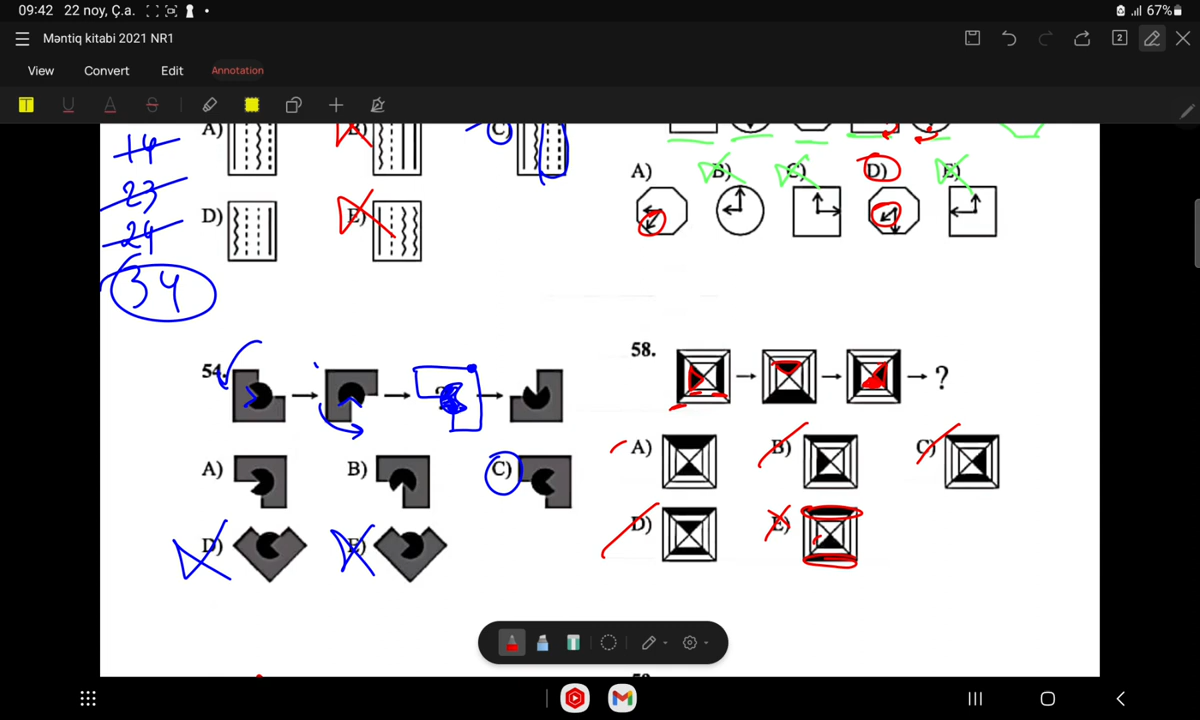 09:42 22 noy, Ç.a. 67%
Məntiq kitabi 2021 NR1
2
View Convert Edit Annotation
T U A S
14
23
24
34
A) B) C)
D) E)
A) B) C) D) E)
54.
?
A) B) C)
D) E)
58.
?
A) B) C)
D) E)